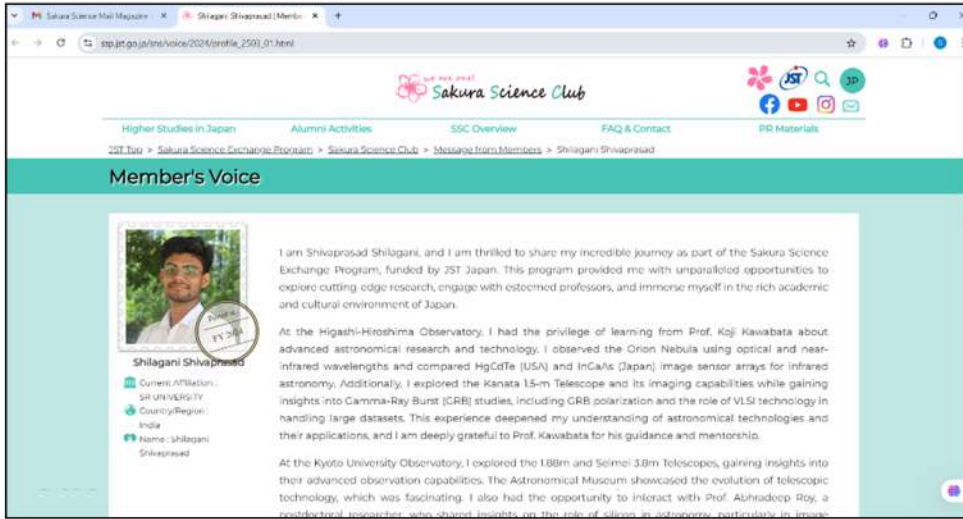 Sakura Science Mail Magazine
Shilagani Shivaprasad | Membe
ssp.jst.go.jp/sns/voice/2024/profile_2503_01.html
we are one!
Sakura Science Club
JST
JP
Higher Studies in Japan
Alumni Activities
SSC Overview
FAQ & Contact
PR Materials
JST Top > Sakura Science Exchange Program > Sakura Science Club > Message from Members > Shilagani Shivaprasad
Member's Voice
I am Shivaprasad Shilagani, and I am thrilled to share my incredible journey as part of the Sakura Science
Exchange Program, funded by JST Japan. This program provided me with unparalleled opportunities to
explore cutting-edge research, engage with esteemed professors, and immerse myself in the rich academic
and cultural environment of Japan.
At the Higashi-Hiroshima Observatory, I had the privilege of learning from Prof. Koji Kawabata about
advanced astronomical research and technology. I observed the Orion Nebula using optical and near-
infrared wavelengths and compared HgCdTe (USA) and InGaAs (Japan) image sensor arrays for infrared
astronomy. Additionally, I explored the Kanata 1.5-m Telescope and its imaging capabilities while gaining
insights into Gamma-Ray Burst (GRB) studies, including GRB polarization and the role of VLSI technology in
handling large datasets. This experience deepened my understanding of astronomical technologies and
their applications, and I am deeply grateful to Prof. Kawabata for his guidance and mentorship.
At the Kyoto University Observatory, I explored the 1.88m and Seimei 3.8m Telescopes, gaining insights into
their advanced observation capabilities. The Astronomical Museum showcased the evolution of telescopic
technology, which was fascinating. I also had the opportunity to interact with Prof. Abhradeep Roy, a
postdoctoral researcher, who shared insights on the role of silicon in astronomy, particularly in image
FY 2024
Shilagani Shivaprasad
Current Affiliation :
SR UNIVERSITY
Country/Region :
India
Name : Shilagani
Shivaprasad